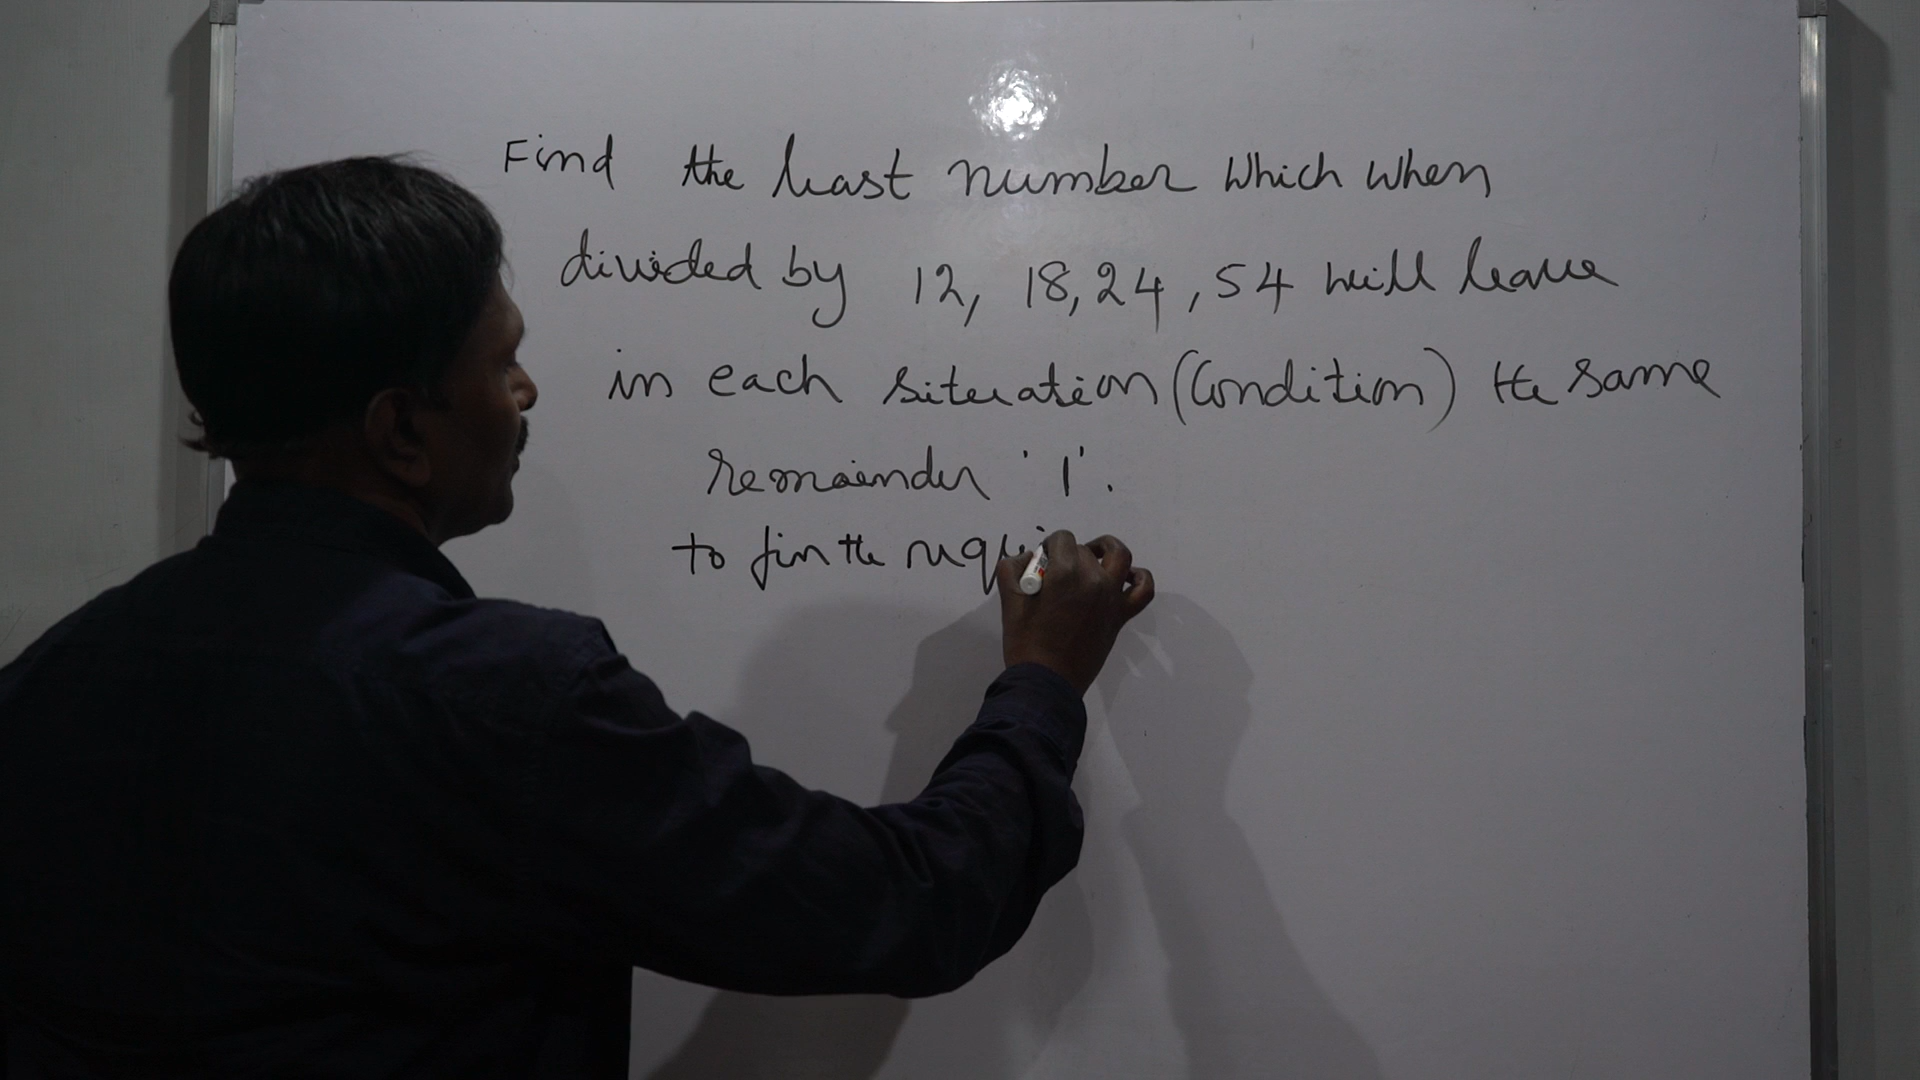 Find the least number which when
divided by 12, 18, 24, 54 will leave
in each situation (Condition) the same
remainder '1'.
to fin the